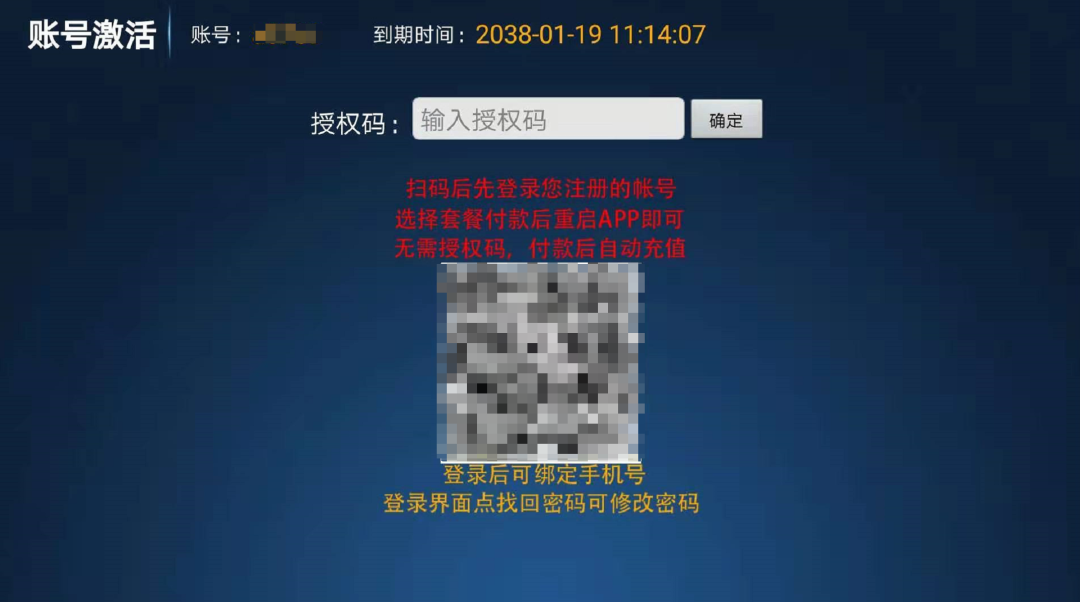 账号激活 账号： 到期时间：2038-01-19 11:14:07
授权码： 输入授权码 确定
扫码后先登录您注册的帐号
选择套餐付款后重启APP即可
无需授权码，付款后自动充值
登录后可绑定手机号
登录界面点找回密码可修改密码